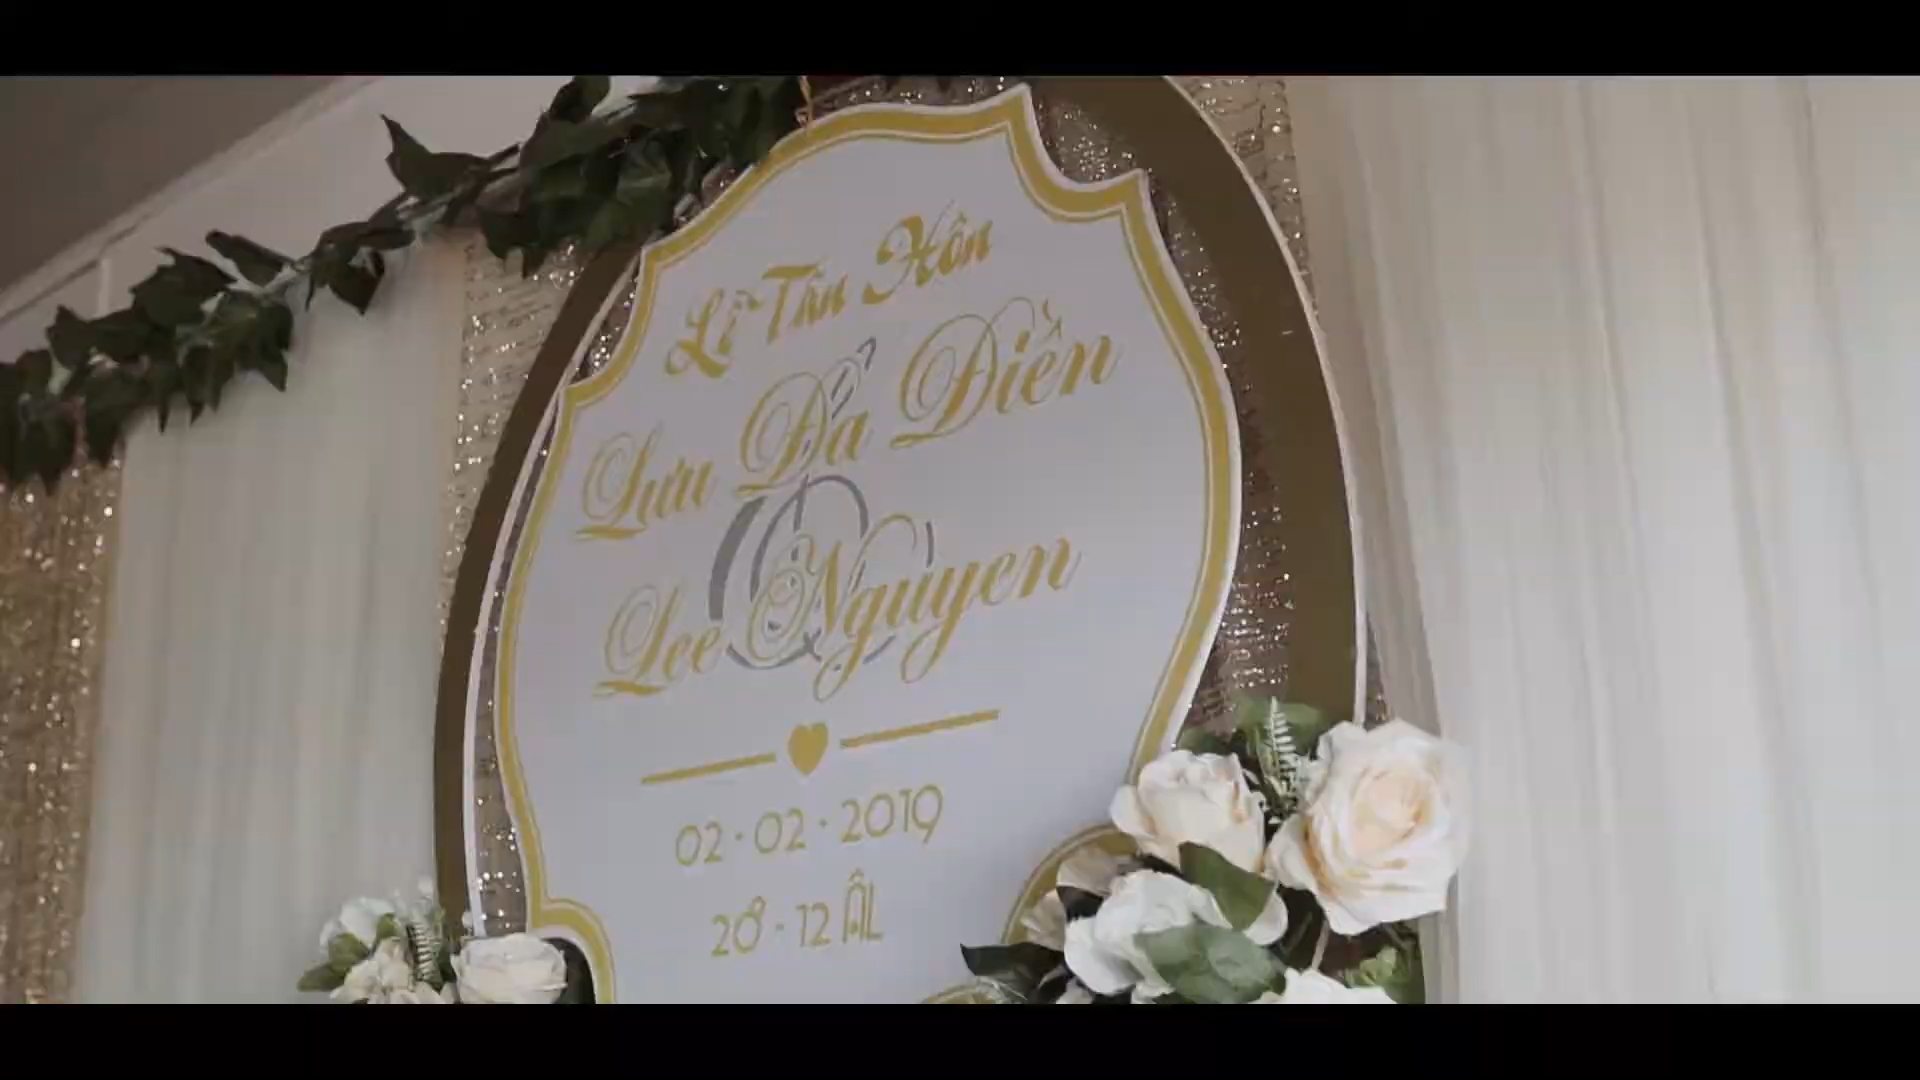 Lễ Tân Hôn
Lưu Đả Điền
Lee Nguyen
02 · 02 · 2019
28 · 12 ÂL